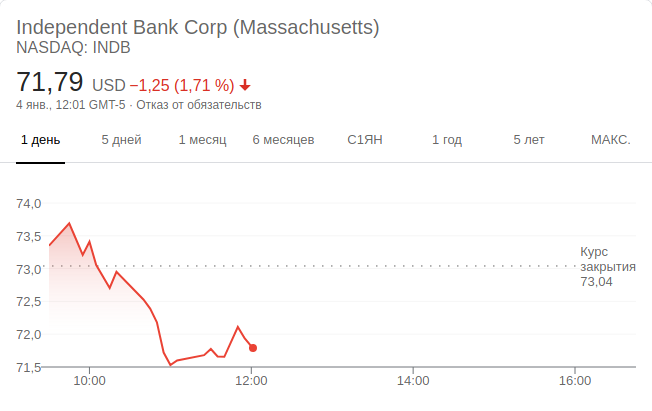 Independent Bank Corp (Massachusetts)
NASDAQ: INDB
71,79 USD −1,25 (1,71 %)
4 янв., 12:01 GMT-5 · Отказ от обязательств
1 день 5 дней 1 месяц 6 месяцев С1ЯН 1 год 5 лет МАКС.
74,0
73,5
73,0
72,5
72,0
71,5
Курс
закрытия
73,04
10:00 12:00 14:00 16:00